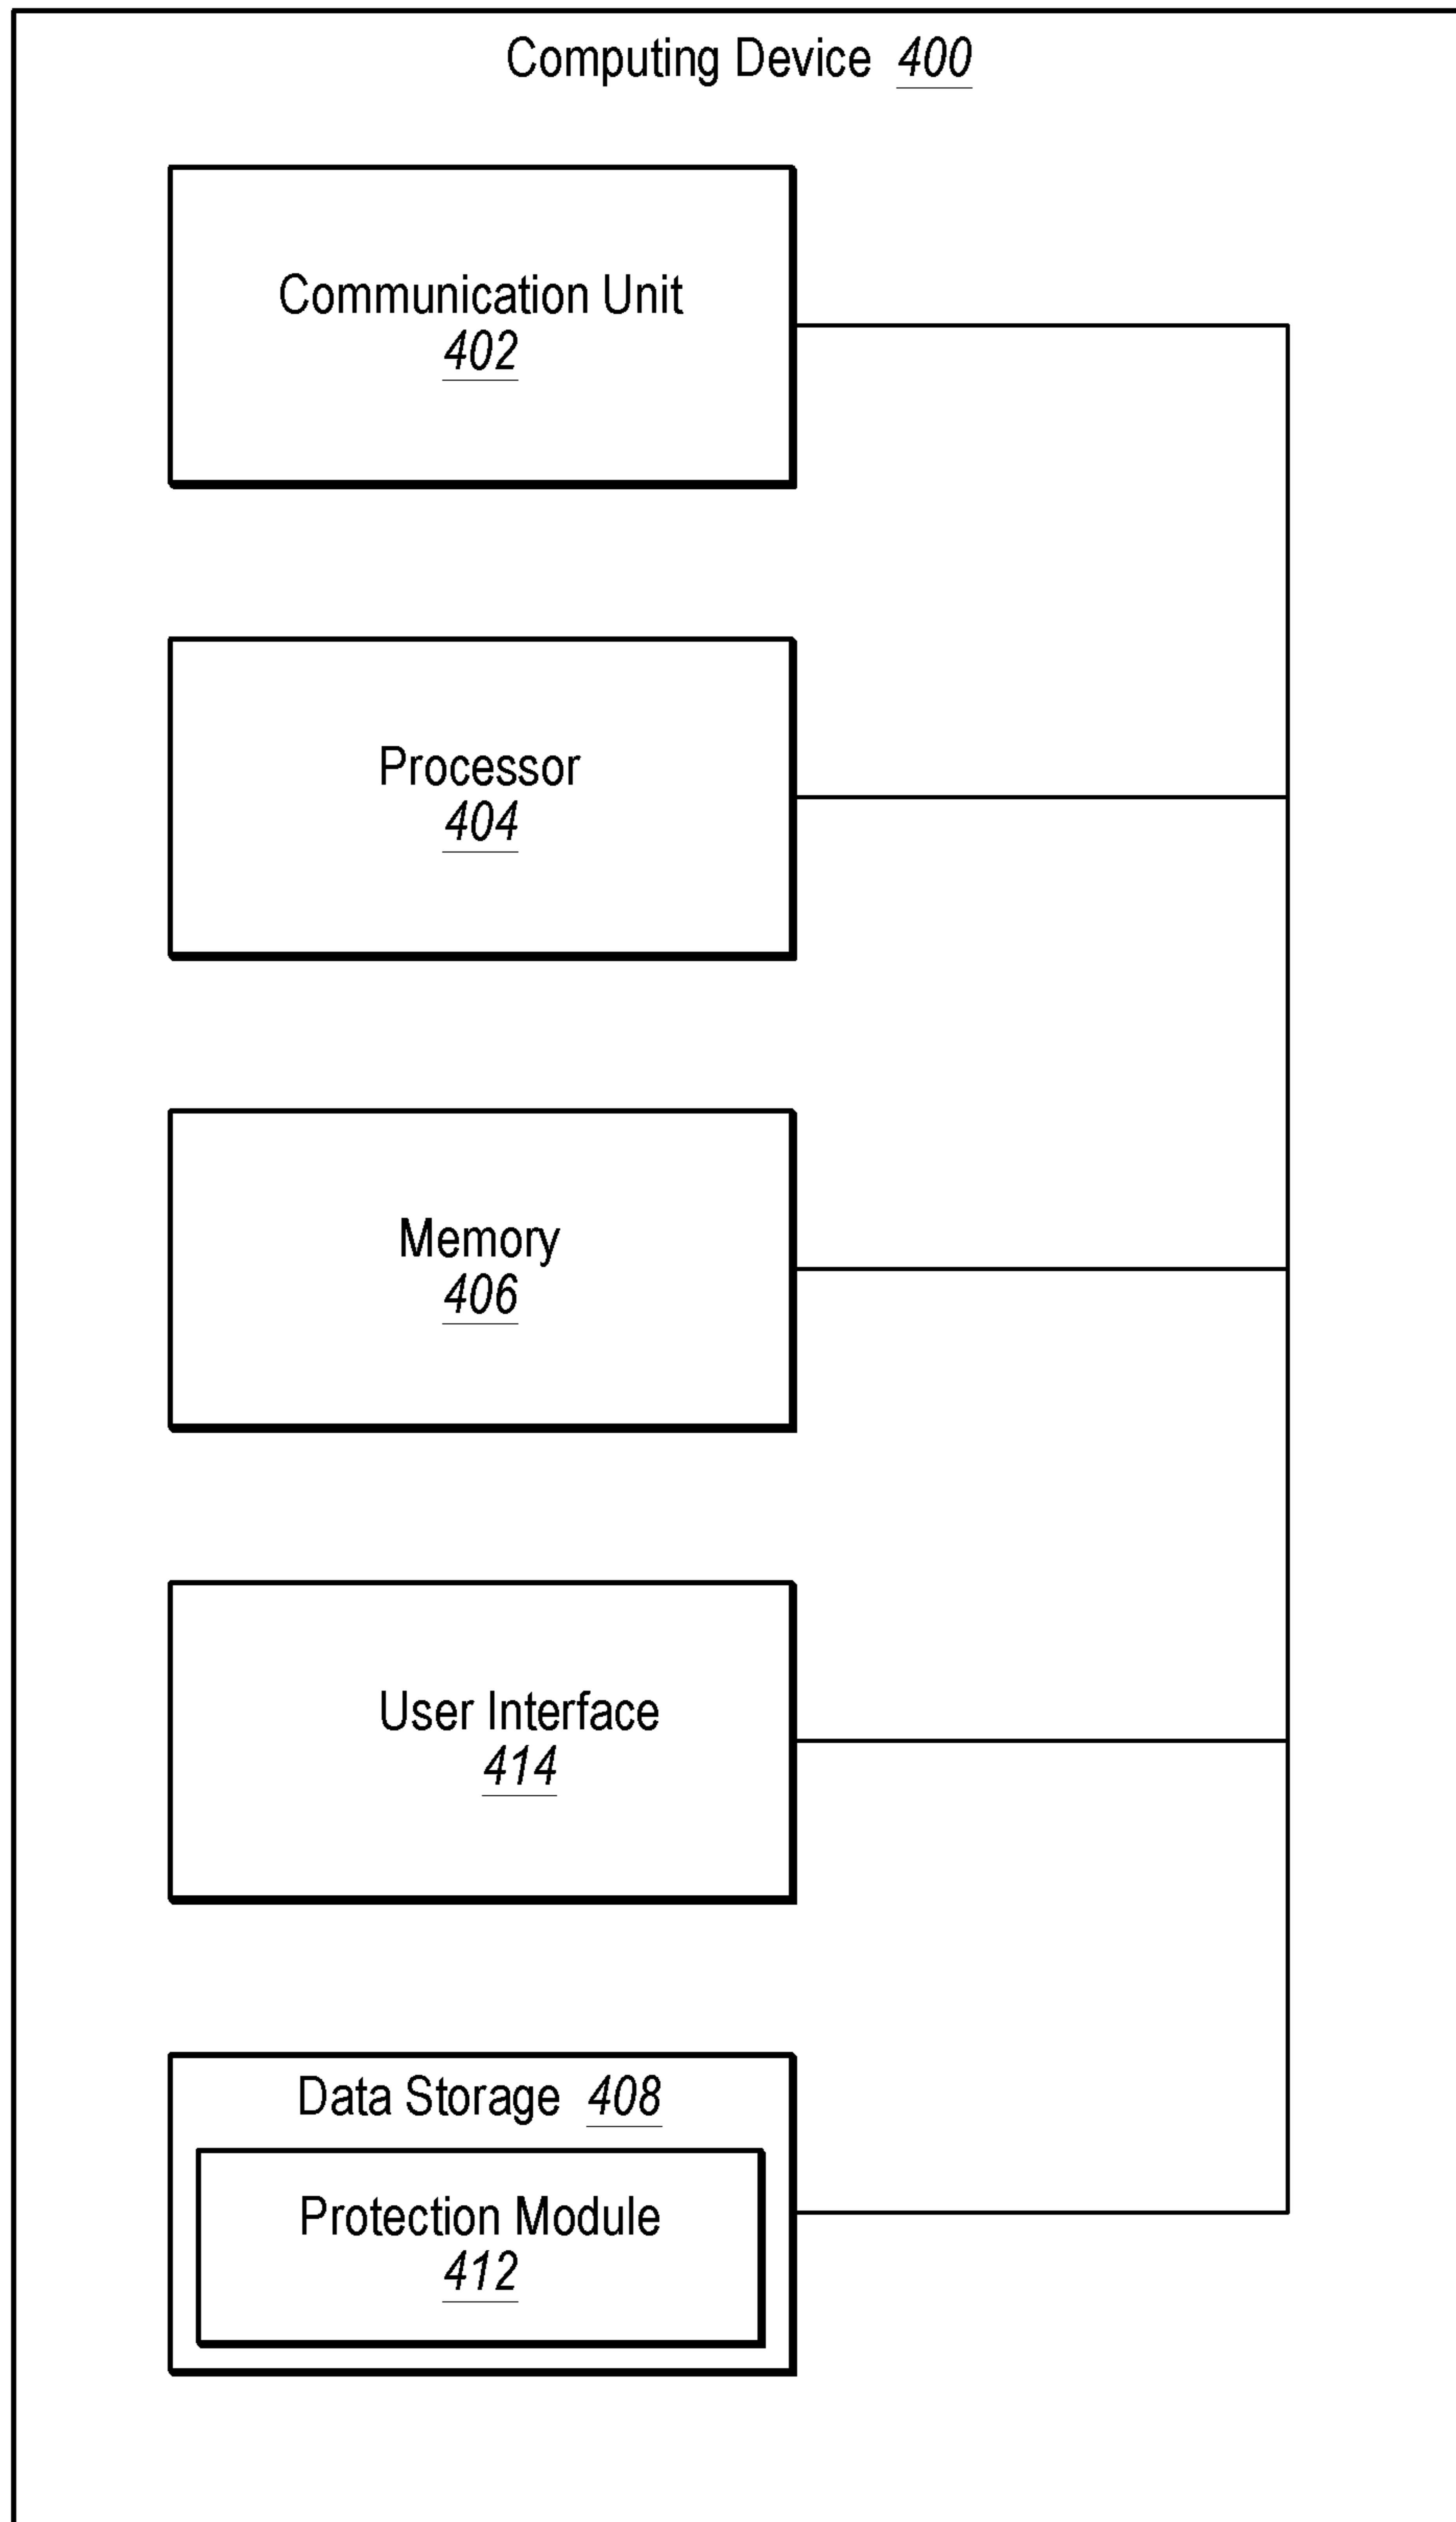 Computing Device 400
Communication Unit
402
Processor
404
Memory
406
User Interface
414
Data Storage 408
Protection Module
412